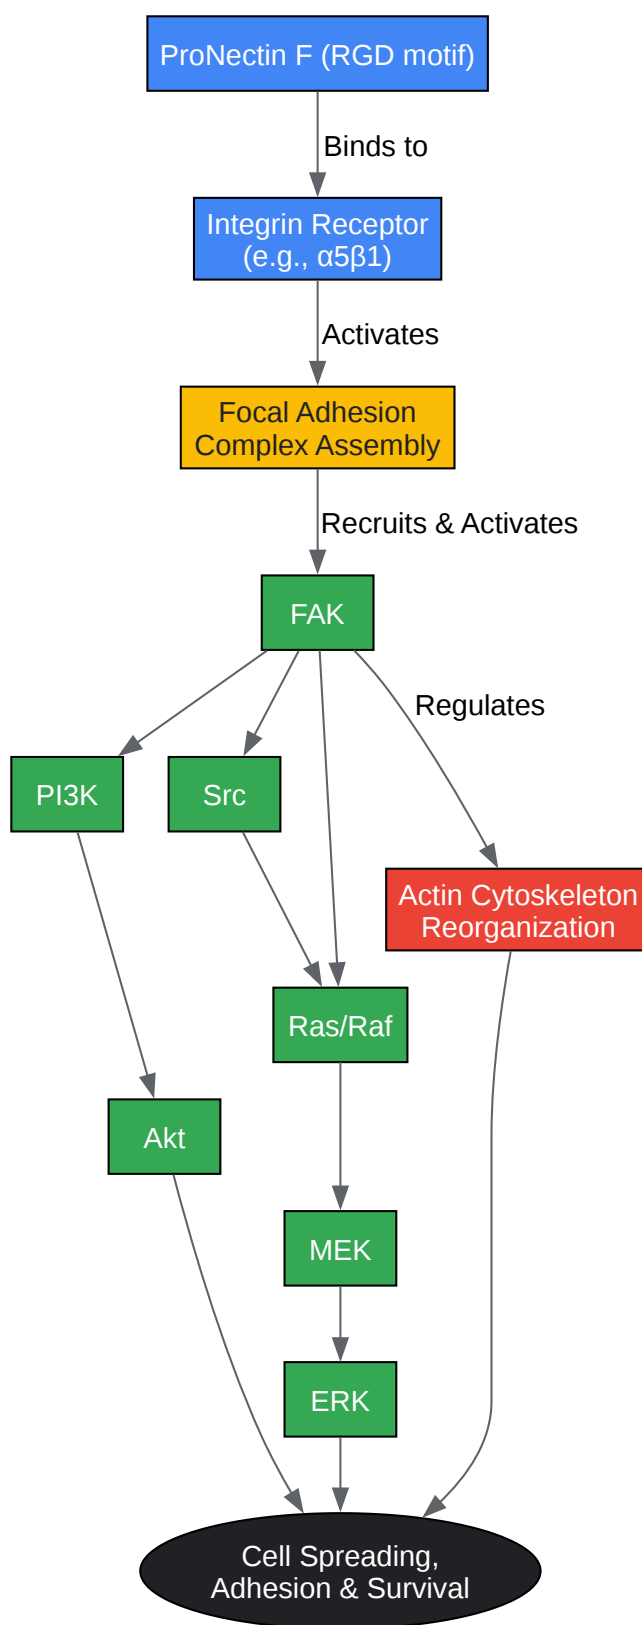 ProNectin F (RGD motif)
Binds to
Integrin Receptor
(e.g., α5β1)
Activates
Focal Adhesion
Complex Assembly
Recruits & Activates
FAK
Regulates
PI3K
Src
Actin Cytoskeleton
Reorganization
Ras/Raf
Akt
MEK
ERK
Cell Spreading,
Adhesion & Survival